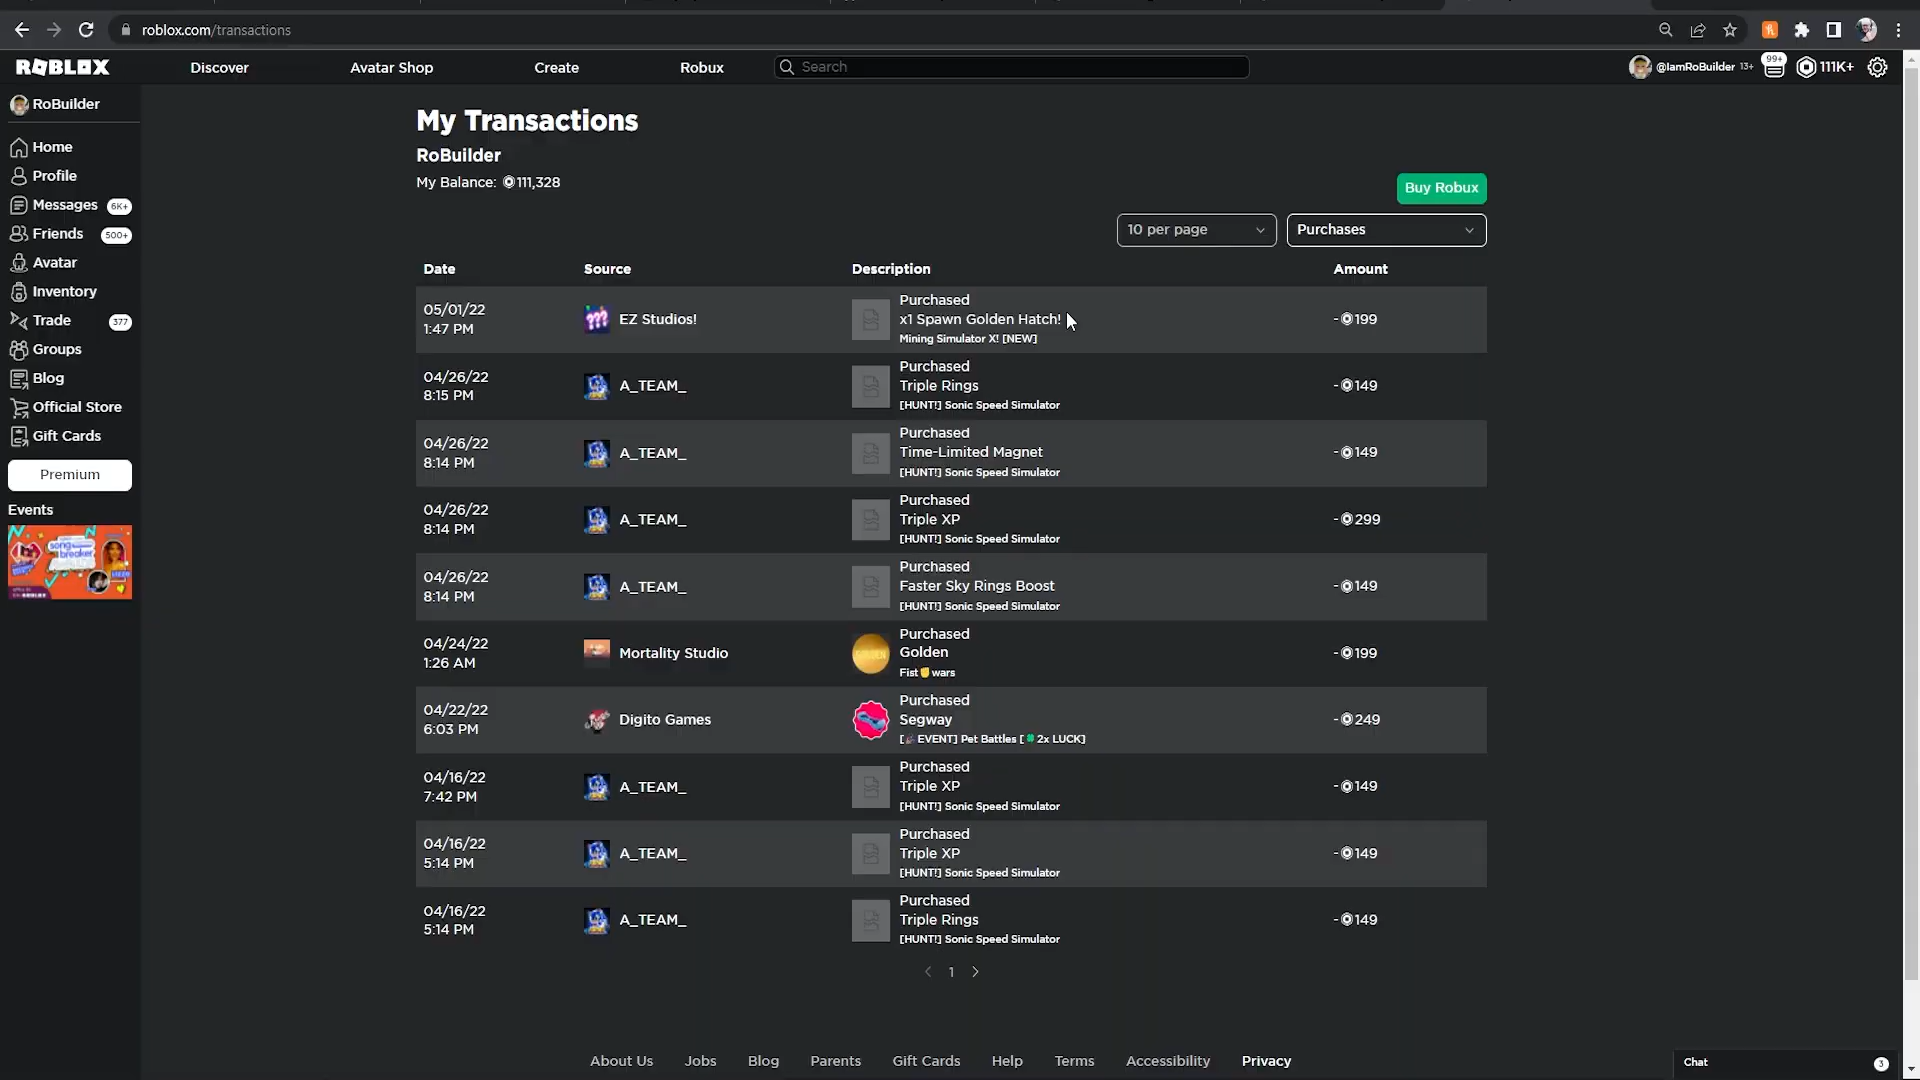 roblox.com/transactions
ROBLOX
Discover
Avatar Shop
Create
Robux
Search
@IamRoBuilder 13+
99+
111K+
RoBuilder
Home
Profile
Messages 6K+
Friends 500+
Avatar
Inventory
Trade 377
Groups
Blog
Official Store
Gift Cards
Premium
Events
song breaker
My Transactions
RoBuilder
My Balance: 111,328
Buy Robux
10 per page
Purchases
Date Source Description Amount
05/01/22
1:47 PM
???
EZ Studios!
Purchased
x1 Spawn Golden Hatch!
Mining Simulator X! [NEW]
-199
04/26/22
8:15 PM
A_TEAM_
Purchased
Triple Rings
[HUNT!] Sonic Speed Simulator
-149
04/26/22
8:14 PM
A_TEAM_
Purchased
Time-Limited Magnet
[HUNT!] Sonic Speed Simulator
-149
04/26/22
8:14 PM
A_TEAM_
Purchased
Triple XP
[HUNT!] Sonic Speed Simulator
-299
04/26/22
8:14 PM
A_TEAM_
Purchased
Faster Sky Rings Boost
[HUNT!] Sonic Speed Simulator
-149
04/24/22
1:26 AM
Mortality Studio
GOLDEN
Purchased
Golden
Fist✊wars
-199
04/22/22
6:03 PM
Digito Games
Purchased
Segway
[🎉EVENT] Pet Battles [🍀2x LUCK]
-249
04/16/22
7:42 PM
A_TEAM_
Purchased
Triple XP
[HUNT!] Sonic Speed Simulator
-149
04/16/22
5:14 PM
A_TEAM_
Purchased
Triple XP
[HUNT!] Sonic Speed Simulator
-149
04/16/22
5:14 PM
A_TEAM_
Purchased
Triple Rings
[HUNT!] Sonic Speed Simulator
-149
1
About Us
Jobs
Blog
Parents
Gift Cards
Help
Terms
Accessibility
Privacy
Chat 3